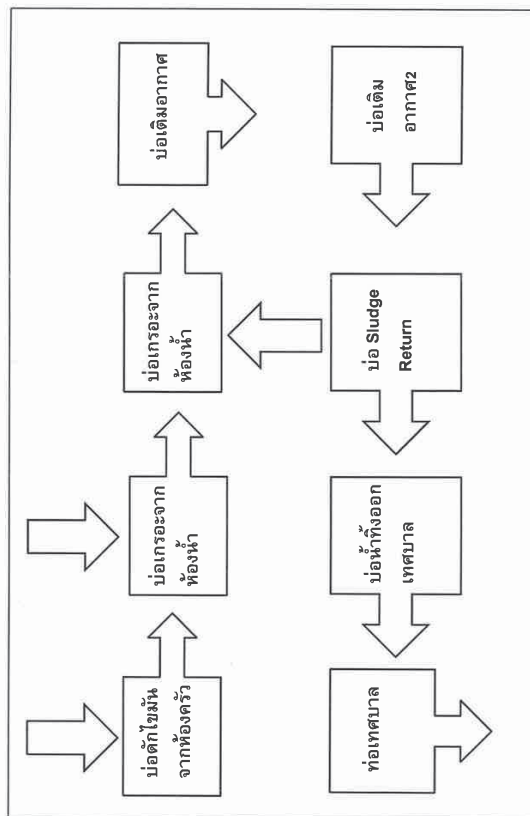 บ่อดักไขมัน
จากห้องครัว
บ่อเกรอะจาก
ห้องน้ำ
บ่อเกรอะจาก
ห้องน้ำ
บ่อเติมอากาศ
บ่อเติม
อากาศ2
บ่อ Sludge
Return
บ่อน้ำทิ้งออก
เทศบาล
ท่อเทศบาล